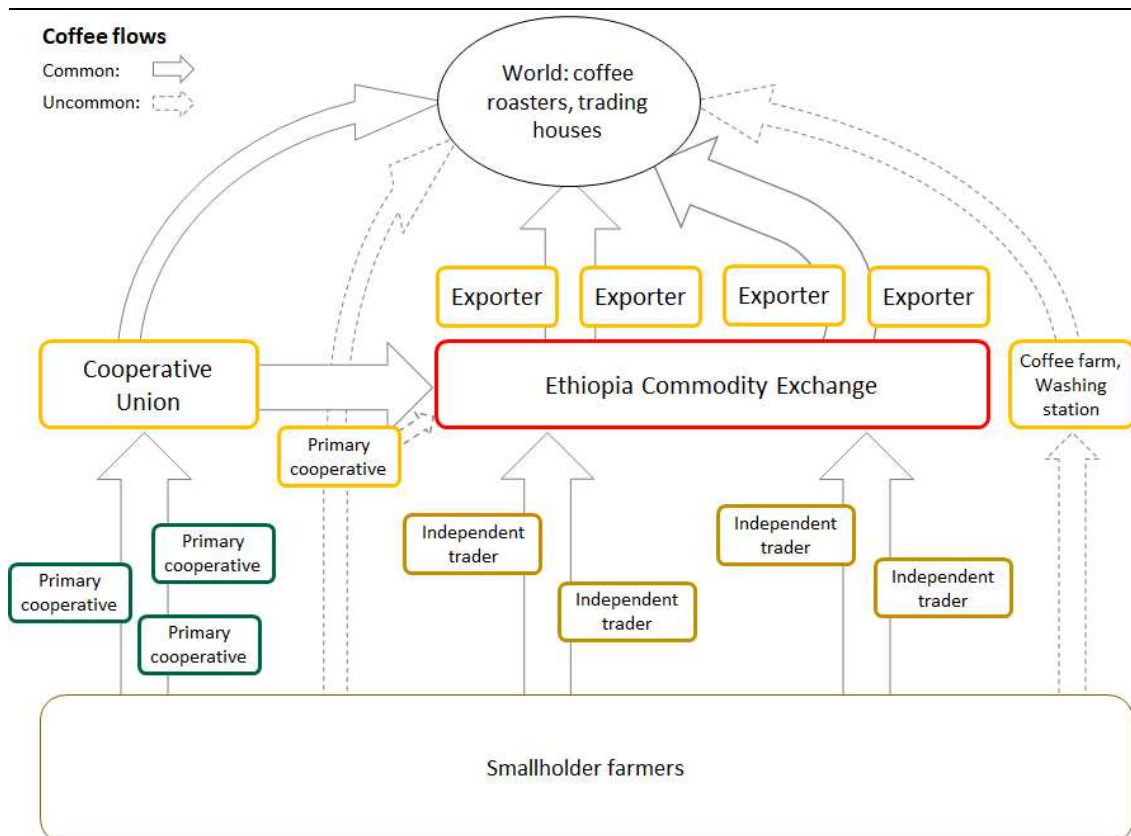 Coffee flows
Common:
Uncommon:
World: coffee
roasters, trading
houses
Exporter
Exporter
Exporter
Exporter
Cooperative
Union
Ethiopia Commodity Exchange
Coffee farm,
Washing
station
Primary
cooperative
Independent
trader
Independent
trader
Primary
cooperative
Primary
cooperative
Independent
trader
Independent
trader
Primary
cooperative
Smallholder farmers